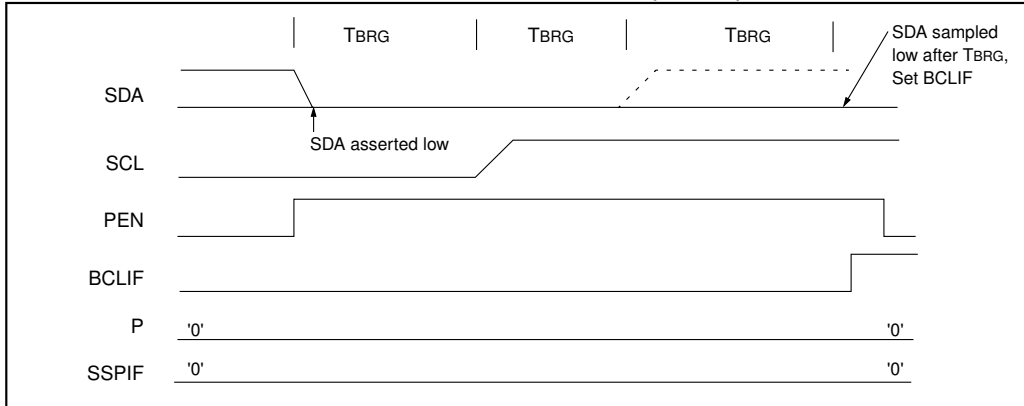 TBRG TBRG TBRG
SDA sampled
low after TBRG,
Set BCLIF
SDA
SDA asserted low
SCL
PEN
BCLIF
P '0' '0'
SSPIF '0' '0'